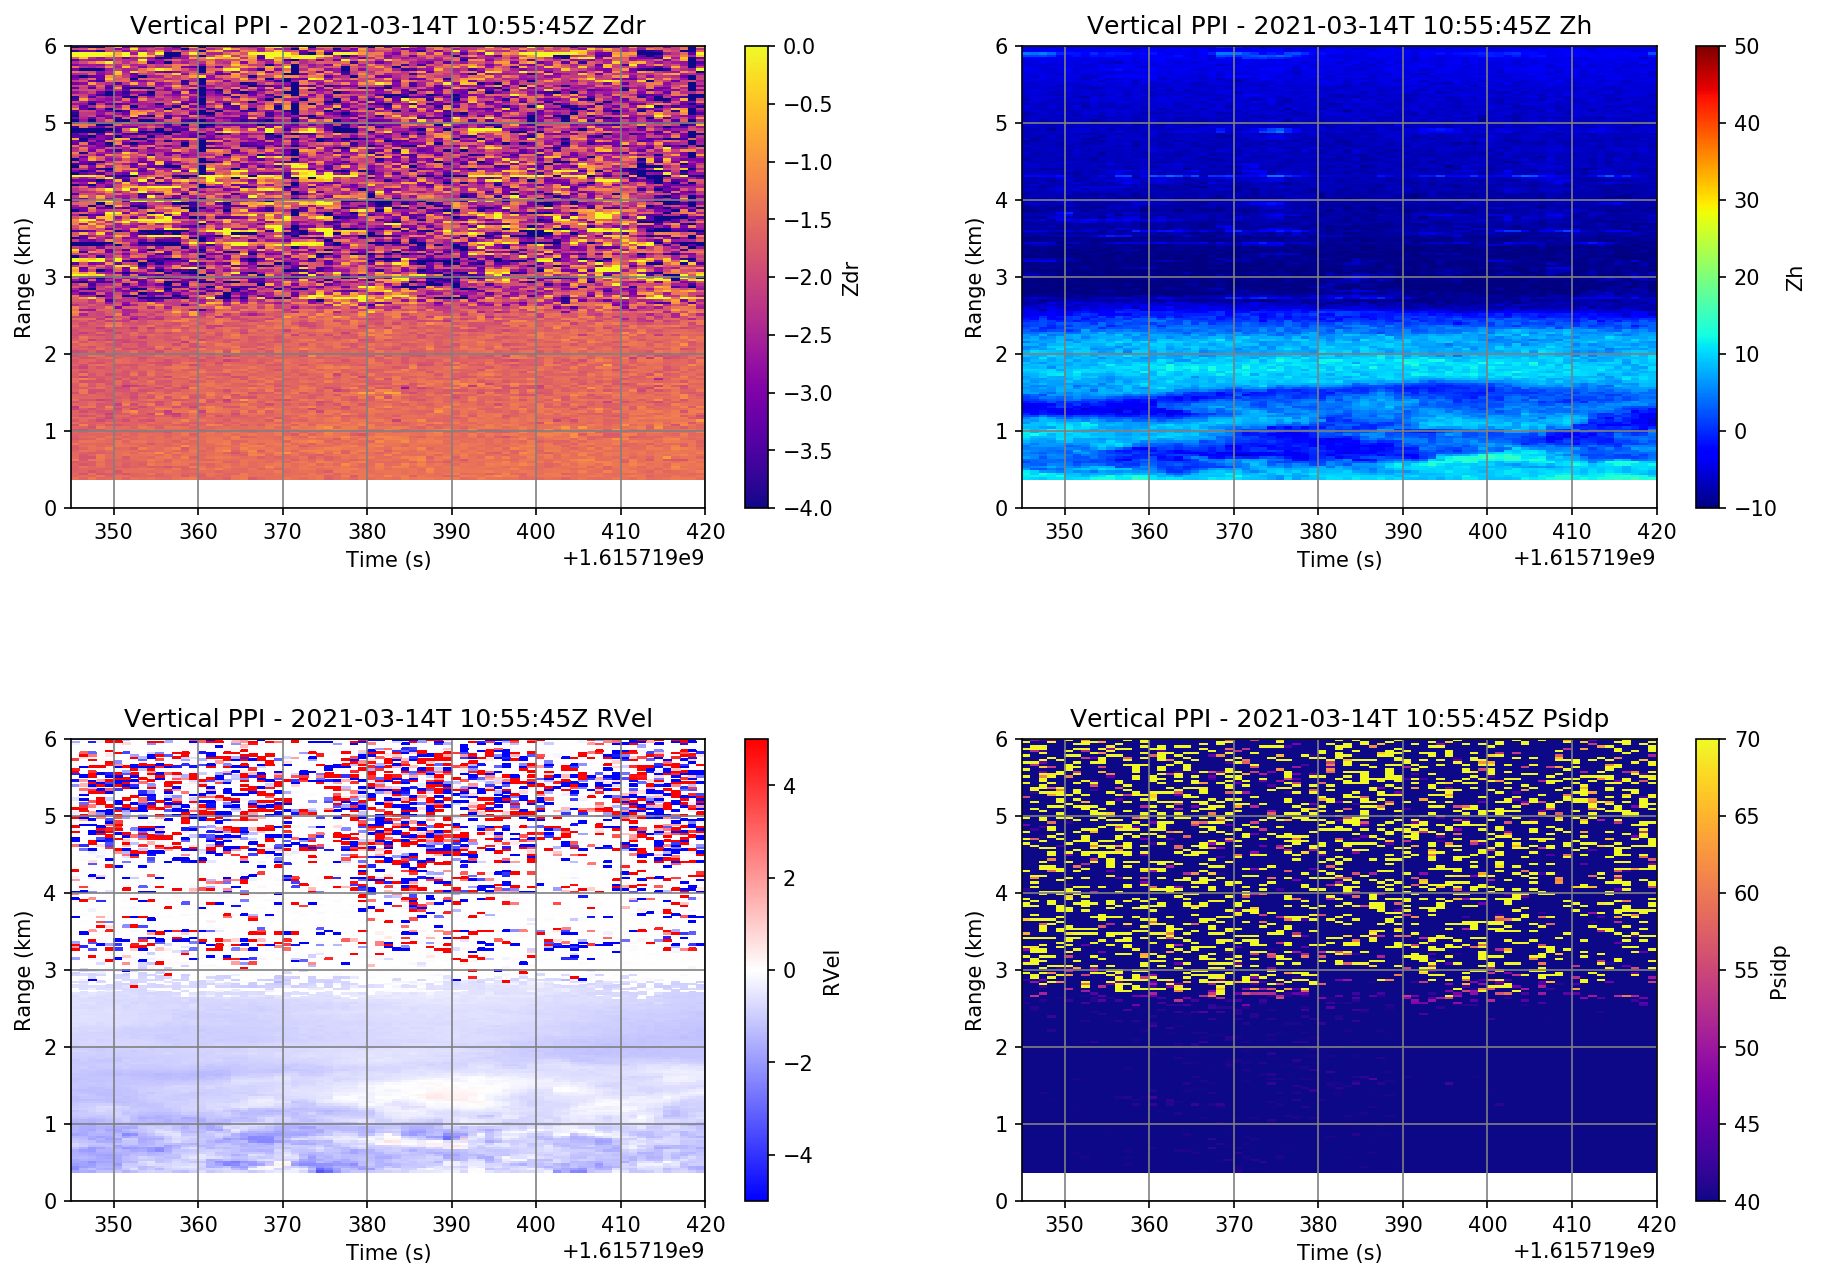 Vertical PPI - 2021-03-14T 10:55:45Z Zdr
6
5
4
3
2
1
0
Range (km)
350 360 370 380 390 400 410 420
Time (s)
+1.615719e9
0.0
−0.5
−1.0
−1.5
−2.0
−2.5
−3.0
−3.5
−4.0
Zdr
Vertical PPI - 2021-03-14T 10:55:45Z Zh
6
5
4
3
2
1
0
Range (km)
350 360 370 380 390 400 410 420
Time (s)
+1.615719e9
50
40
30
20
10
0
−10
Zh
Vertical PPI - 2021-03-14T 10:55:45Z RVel
6
5
4
3
2
1
0
Range (km)
350 360 370 380 390 400 410 420
Time (s)
+1.615719e9
4
2
0
−2
−4
RVel
Vertical PPI - 2021-03-14T 10:55:45Z Psidp
6
5
4
3
2
1
0
Range (km)
350 360 370 380 390 400 410 420
Time (s)
+1.615719e9
70
65
60
55
50
45
40
Psidp